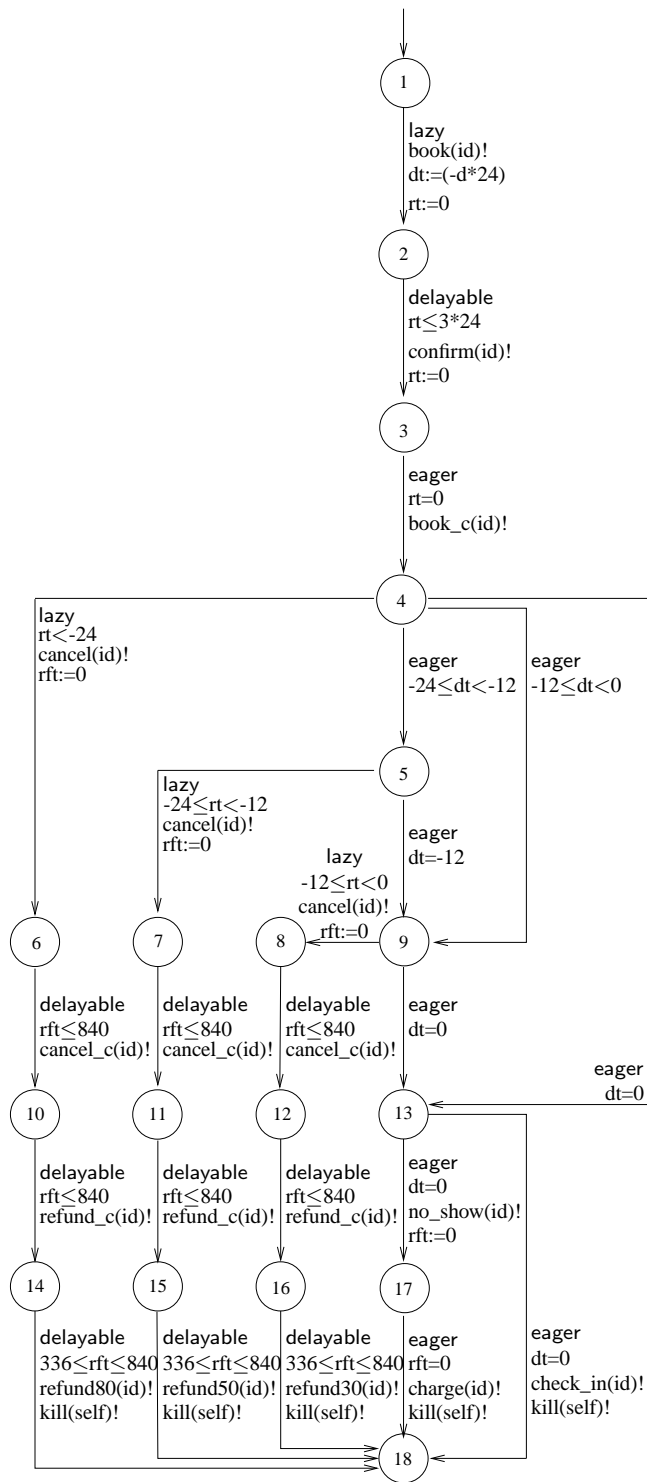 1
lazy
book(id)!
dt:=(-d*24)
rt:=0
2
delayable
rt≤3*24
confirm(id)!
rt:=0
3
eager
rt=0
book_c(id)!
4
lazy
rt<-24
cancel(id)!
rft:=0
eager
-24≤dt<-12
eager
-12≤dt<0
5
lazy
-24≤rt<-12
cancel(id)!
rft:=0
eager
dt=-12
lazy
-12≤rt<0
cancel(id)!
rft:=0
6
7
8
9
delayable
rft≤840
cancel_c(id)!
delayable
rft≤840
cancel_c(id)!
delayable
rft≤840
cancel_c(id)!
eager
dt=0
eager
dt=0
10
11
12
13
delayable
rft≤840
refund_c(id)!
delayable
rft≤840
refund_c(id)!
delayable
rft≤840
refund_c(id)!
eager
dt=0
no_show(id)!
rft:=0
14
15
16
17
delayable
336≤rft≤840
refund80(id)!
kill(self)!
delayable
336≤rft≤840
refund50(id)!
kill(self)!
delayable
336≤rft≤840
refund30(id)!
kill(self)!
eager
rft=0
charge(id)!
kill(self)!
eager
dt=0
check_in(id)!
kill(self)!
18